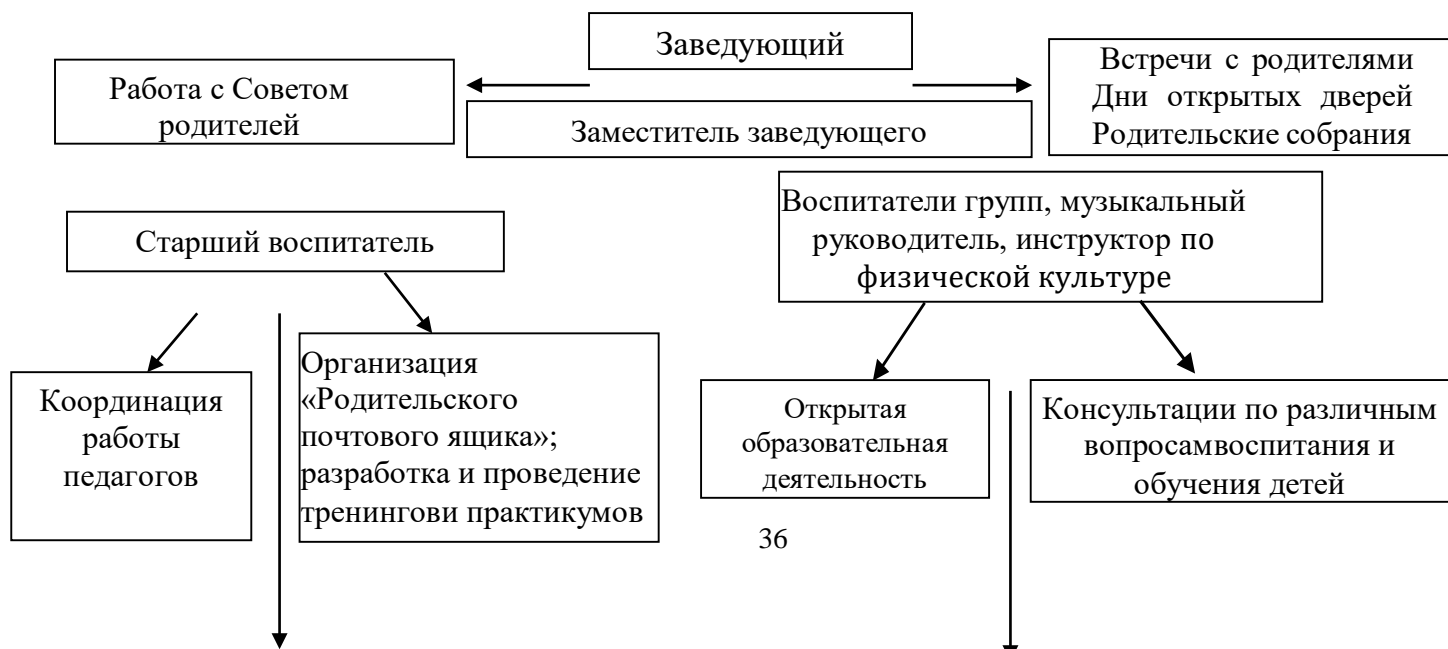 Заведующий
Работа с Советом
родителей
Встречи с родителями
Дни открытых дверей
Родительские собрания
Заместитель заведующего
Старший воспитатель
Воспитатели групп, музыкальный
руководитель, инструктор по
физической культуре
Координация
работы
педагогов
Организация
«Родительского
почтового ящика»;
разработка и проведение
тренингови практикумов
Открытая
образовательная
деятельность
Консультации по различным
вопросамвоспитания и
обучения детей
36